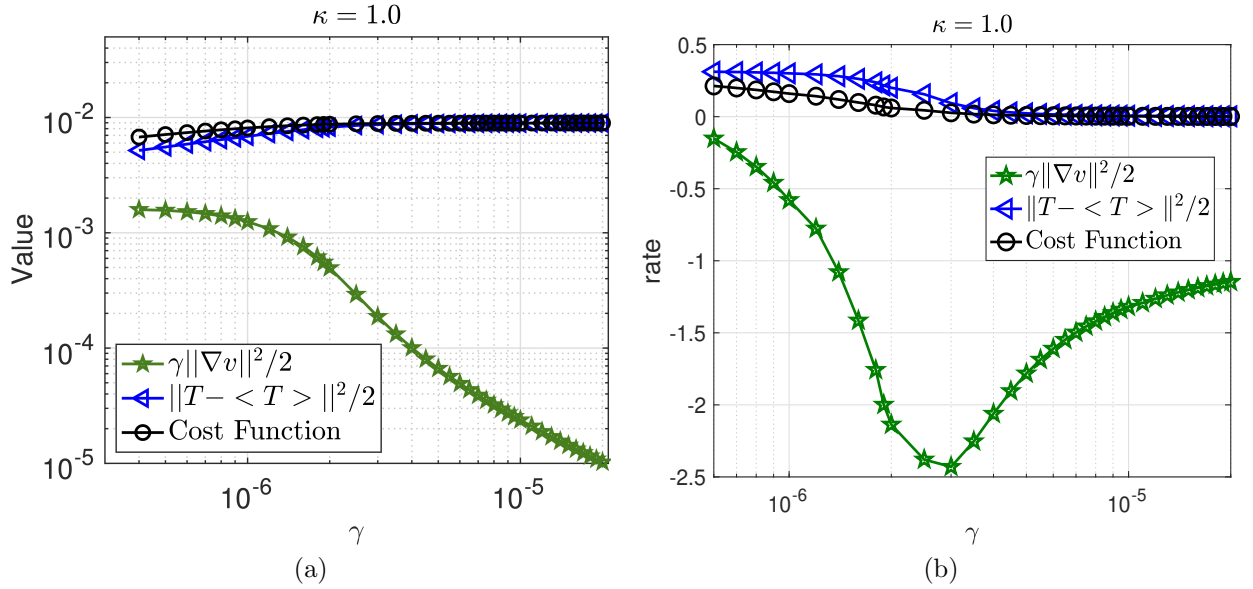 κ = 1.0
Value
10^-2
10^-3
10^-4
10^-5
γ||∇v||^2/2
||T− < T > ||^2/2
Cost Function
10^-6
10^-5
γ
(a)
κ = 1.0
rate
0.5
0
-0.5
-1
-1.5
-2
-2.5
γ‖∇v‖^2/2
‖T− < T > ‖^2/2
Cost Function
10^-6
10^-5
γ
(b)